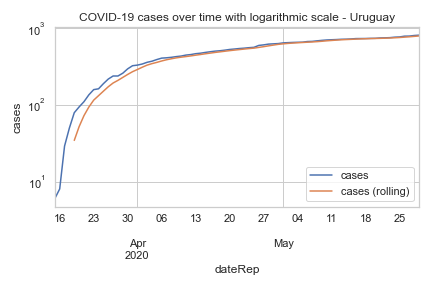 COVID-19 cases over time with logarithmic scale - Uruguay
10³
10²
10¹
cases
cases
cases (rolling)
16 23 30 06 13 20 27 04 11 18 25
Apr May
2020
dateRep